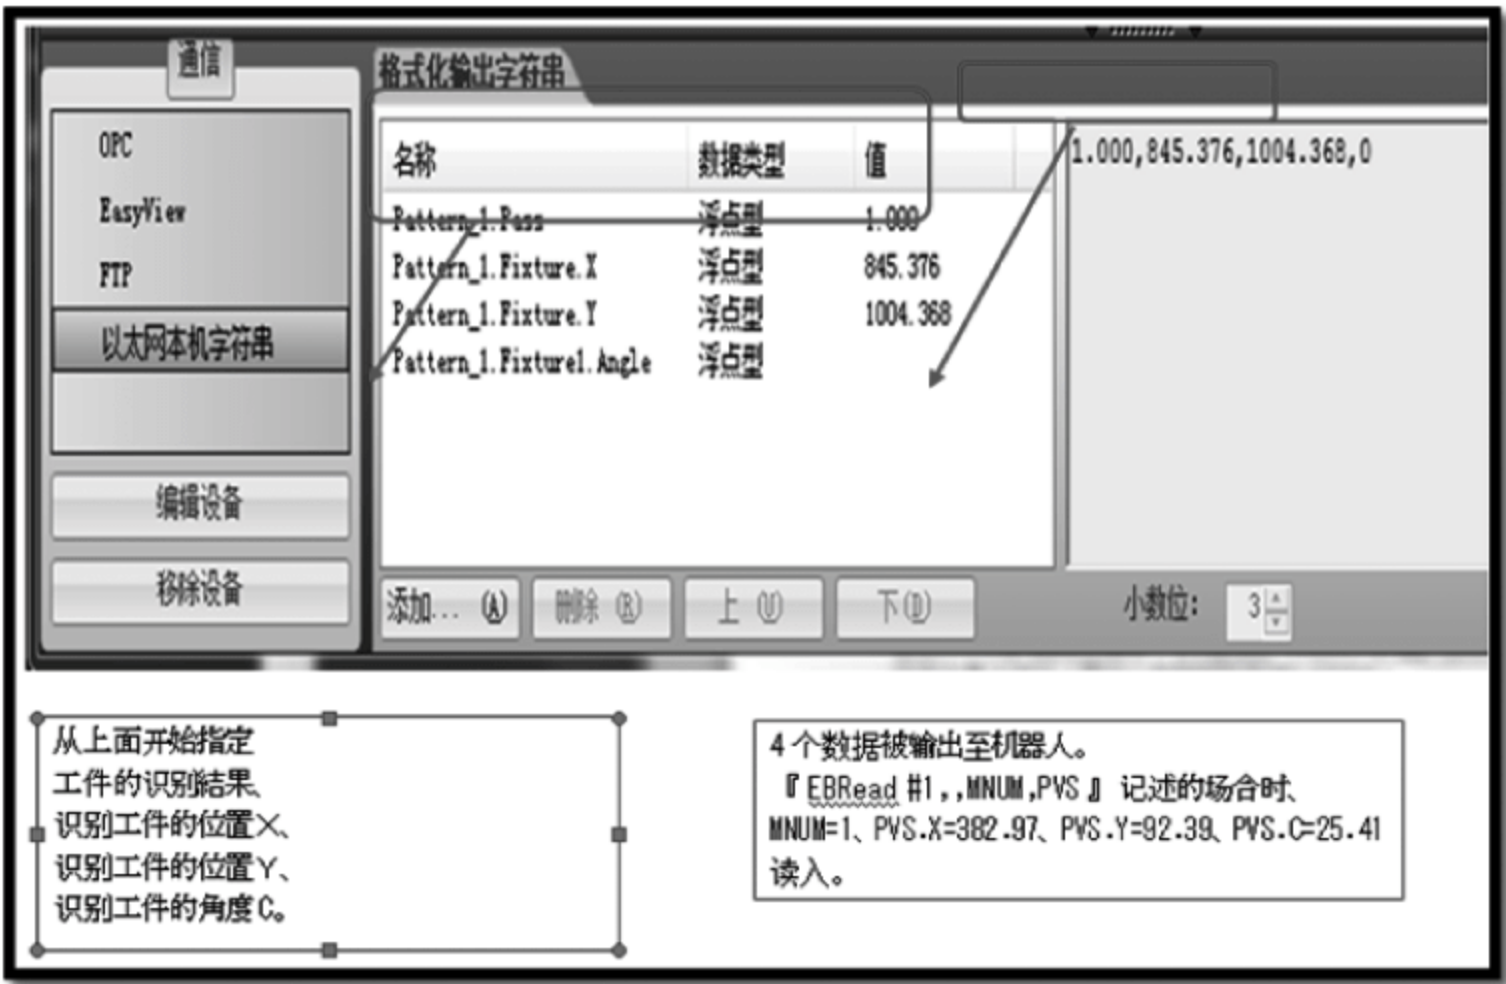 通信
格式化输出字符串
OPC
EasyView
FTP
以太网本机字符串
编辑设备
移除设备
名称 数据类型 值
Pattern_1.Pass 浮点型 1.000
Pattern_1.Fixture.X 浮点型 845.376
Pattern_1.Fixture.Y 浮点型 1004.368
Pattern_1.Fixture1.Angle 浮点型
1.000,845.376,1004.368,0
添加... (A) 删除 (R) 上 (U) 下(D) 小数位: 3
从上面开始指定
工件的识别結果、
识别工件的位置X、
识别工件的位置Y、
识别工件的角度C。
4 个数据被输出至机器人。
『 EBRead #1,,MNUM,PVS 』 记述的场合时、
MNUM=1、PVS.X=382.97、PVS.Y=92.39、PVS.C=25.41
读入。